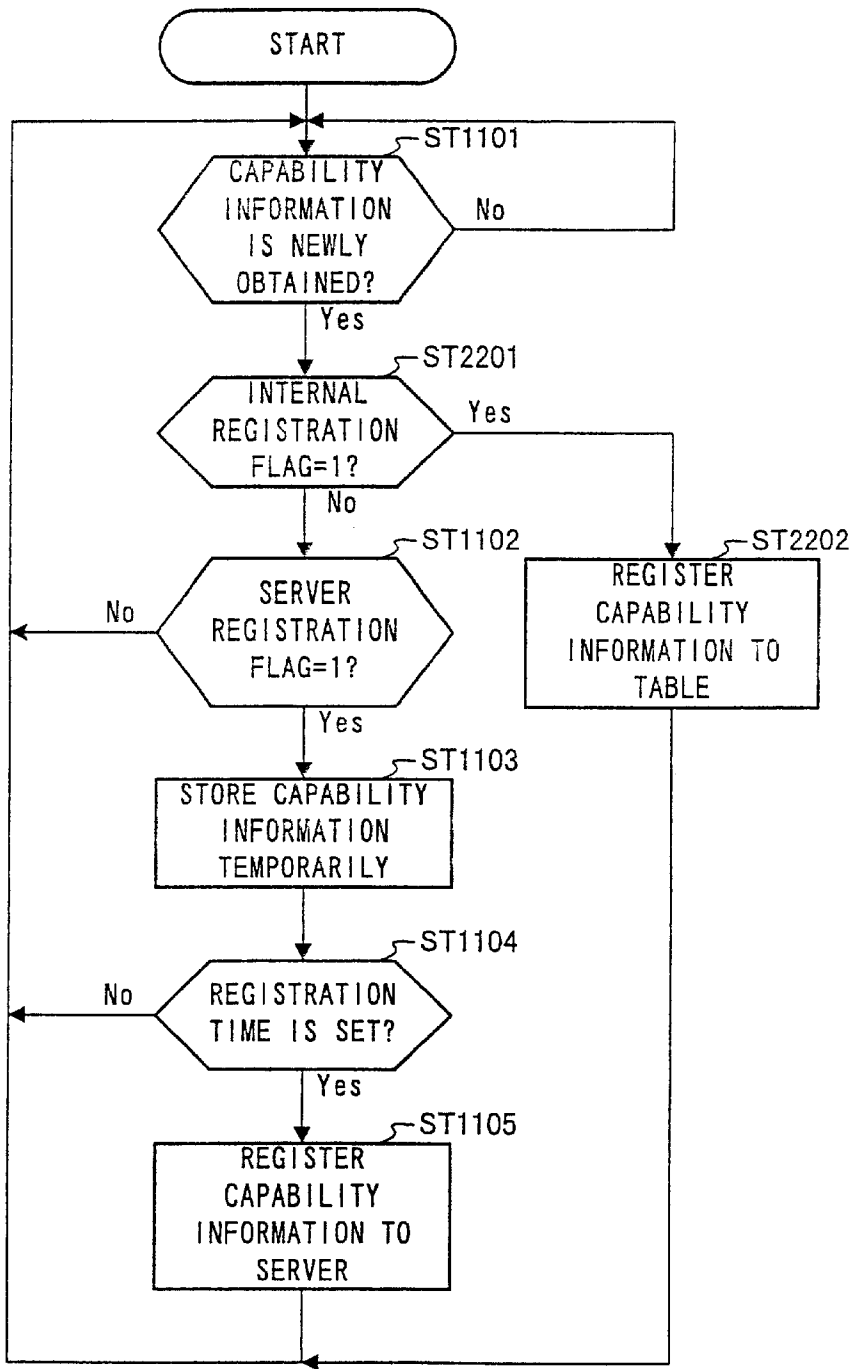 START
ST1101
CAPABILITY
INFORMATION
IS NEWLY
OBTAINED?
No
Yes
ST2201
INTERNAL
REGISTRATION
FLAG=1?
Yes
No
ST1102
SERVER
REGISTRATION
FLAG=1?
No
Yes
ST2202
REGISTER
CAPABILITY
INFORMATION TO
TABLE
ST1103
STORE CAPABILITY
INFORMATION
TEMPORARILY
ST1104
REGISTRATION
TIME IS SET?
No
Yes
ST1105
REGISTER
CAPABILITY
INFORMATION TO
SERVER